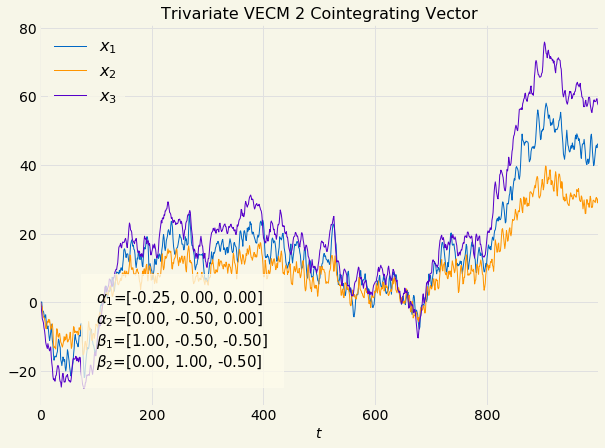 Trivariate VECM 2 Cointegrating Vector
80
60
40
20
0
−20
x₁
x₂
x₃
α₁=[-0.25, 0.00, 0.00]
α₂=[0.00, -0.50, 0.00]
β₁=[1.00, -0.50, -0.50]
β₂=[0.00, 1.00, -0.50]
0 200 400 600 800
t